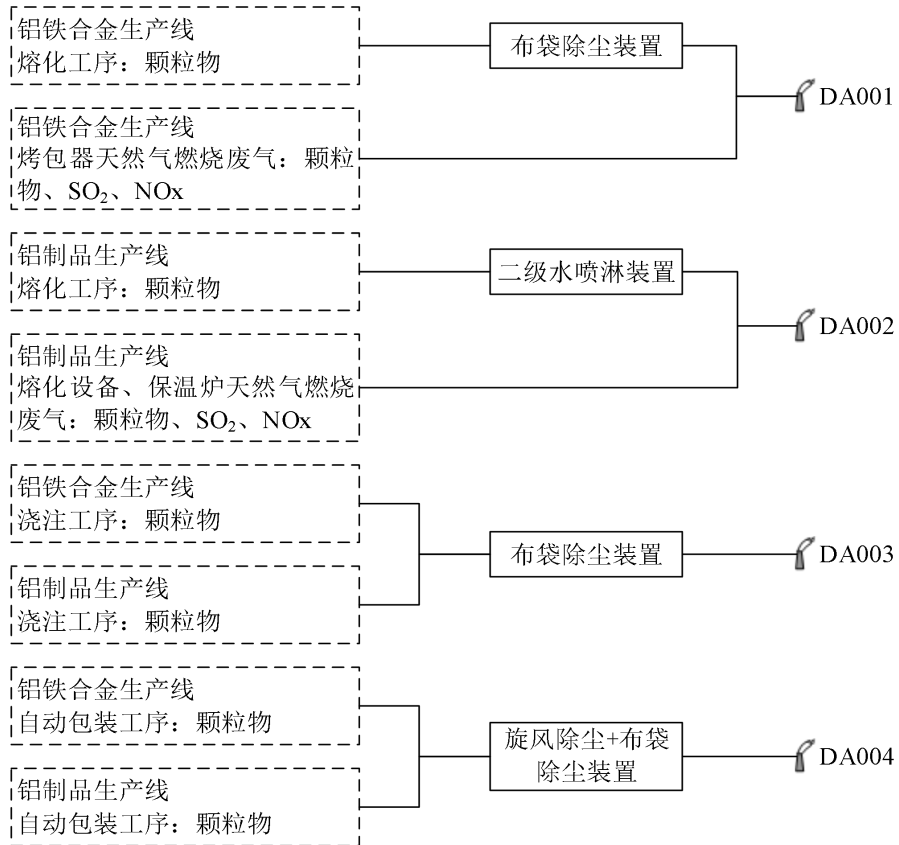 铝铁合金生产线
熔化工序：颗粒物
布袋除尘装置
DA001
铝铁合金生产线
烤包器天然气燃烧废气：颗粒
物、SO₂、NOx
铝制品生产线
熔化工序：颗粒物
二级水喷淋装置
DA002
铝制品生产线
熔化设备、保温炉天然气燃烧
废气：颗粒物、SO₂、NOx
铝铁合金生产线
浇注工序：颗粒物
布袋除尘装置
DA003
铝制品生产线
浇注工序：颗粒物
铝铁合金生产线
自动包装工序：颗粒物
旋风除尘+布袋
除尘装置
DA004
铝制品生产线
自动包装工序：颗粒物